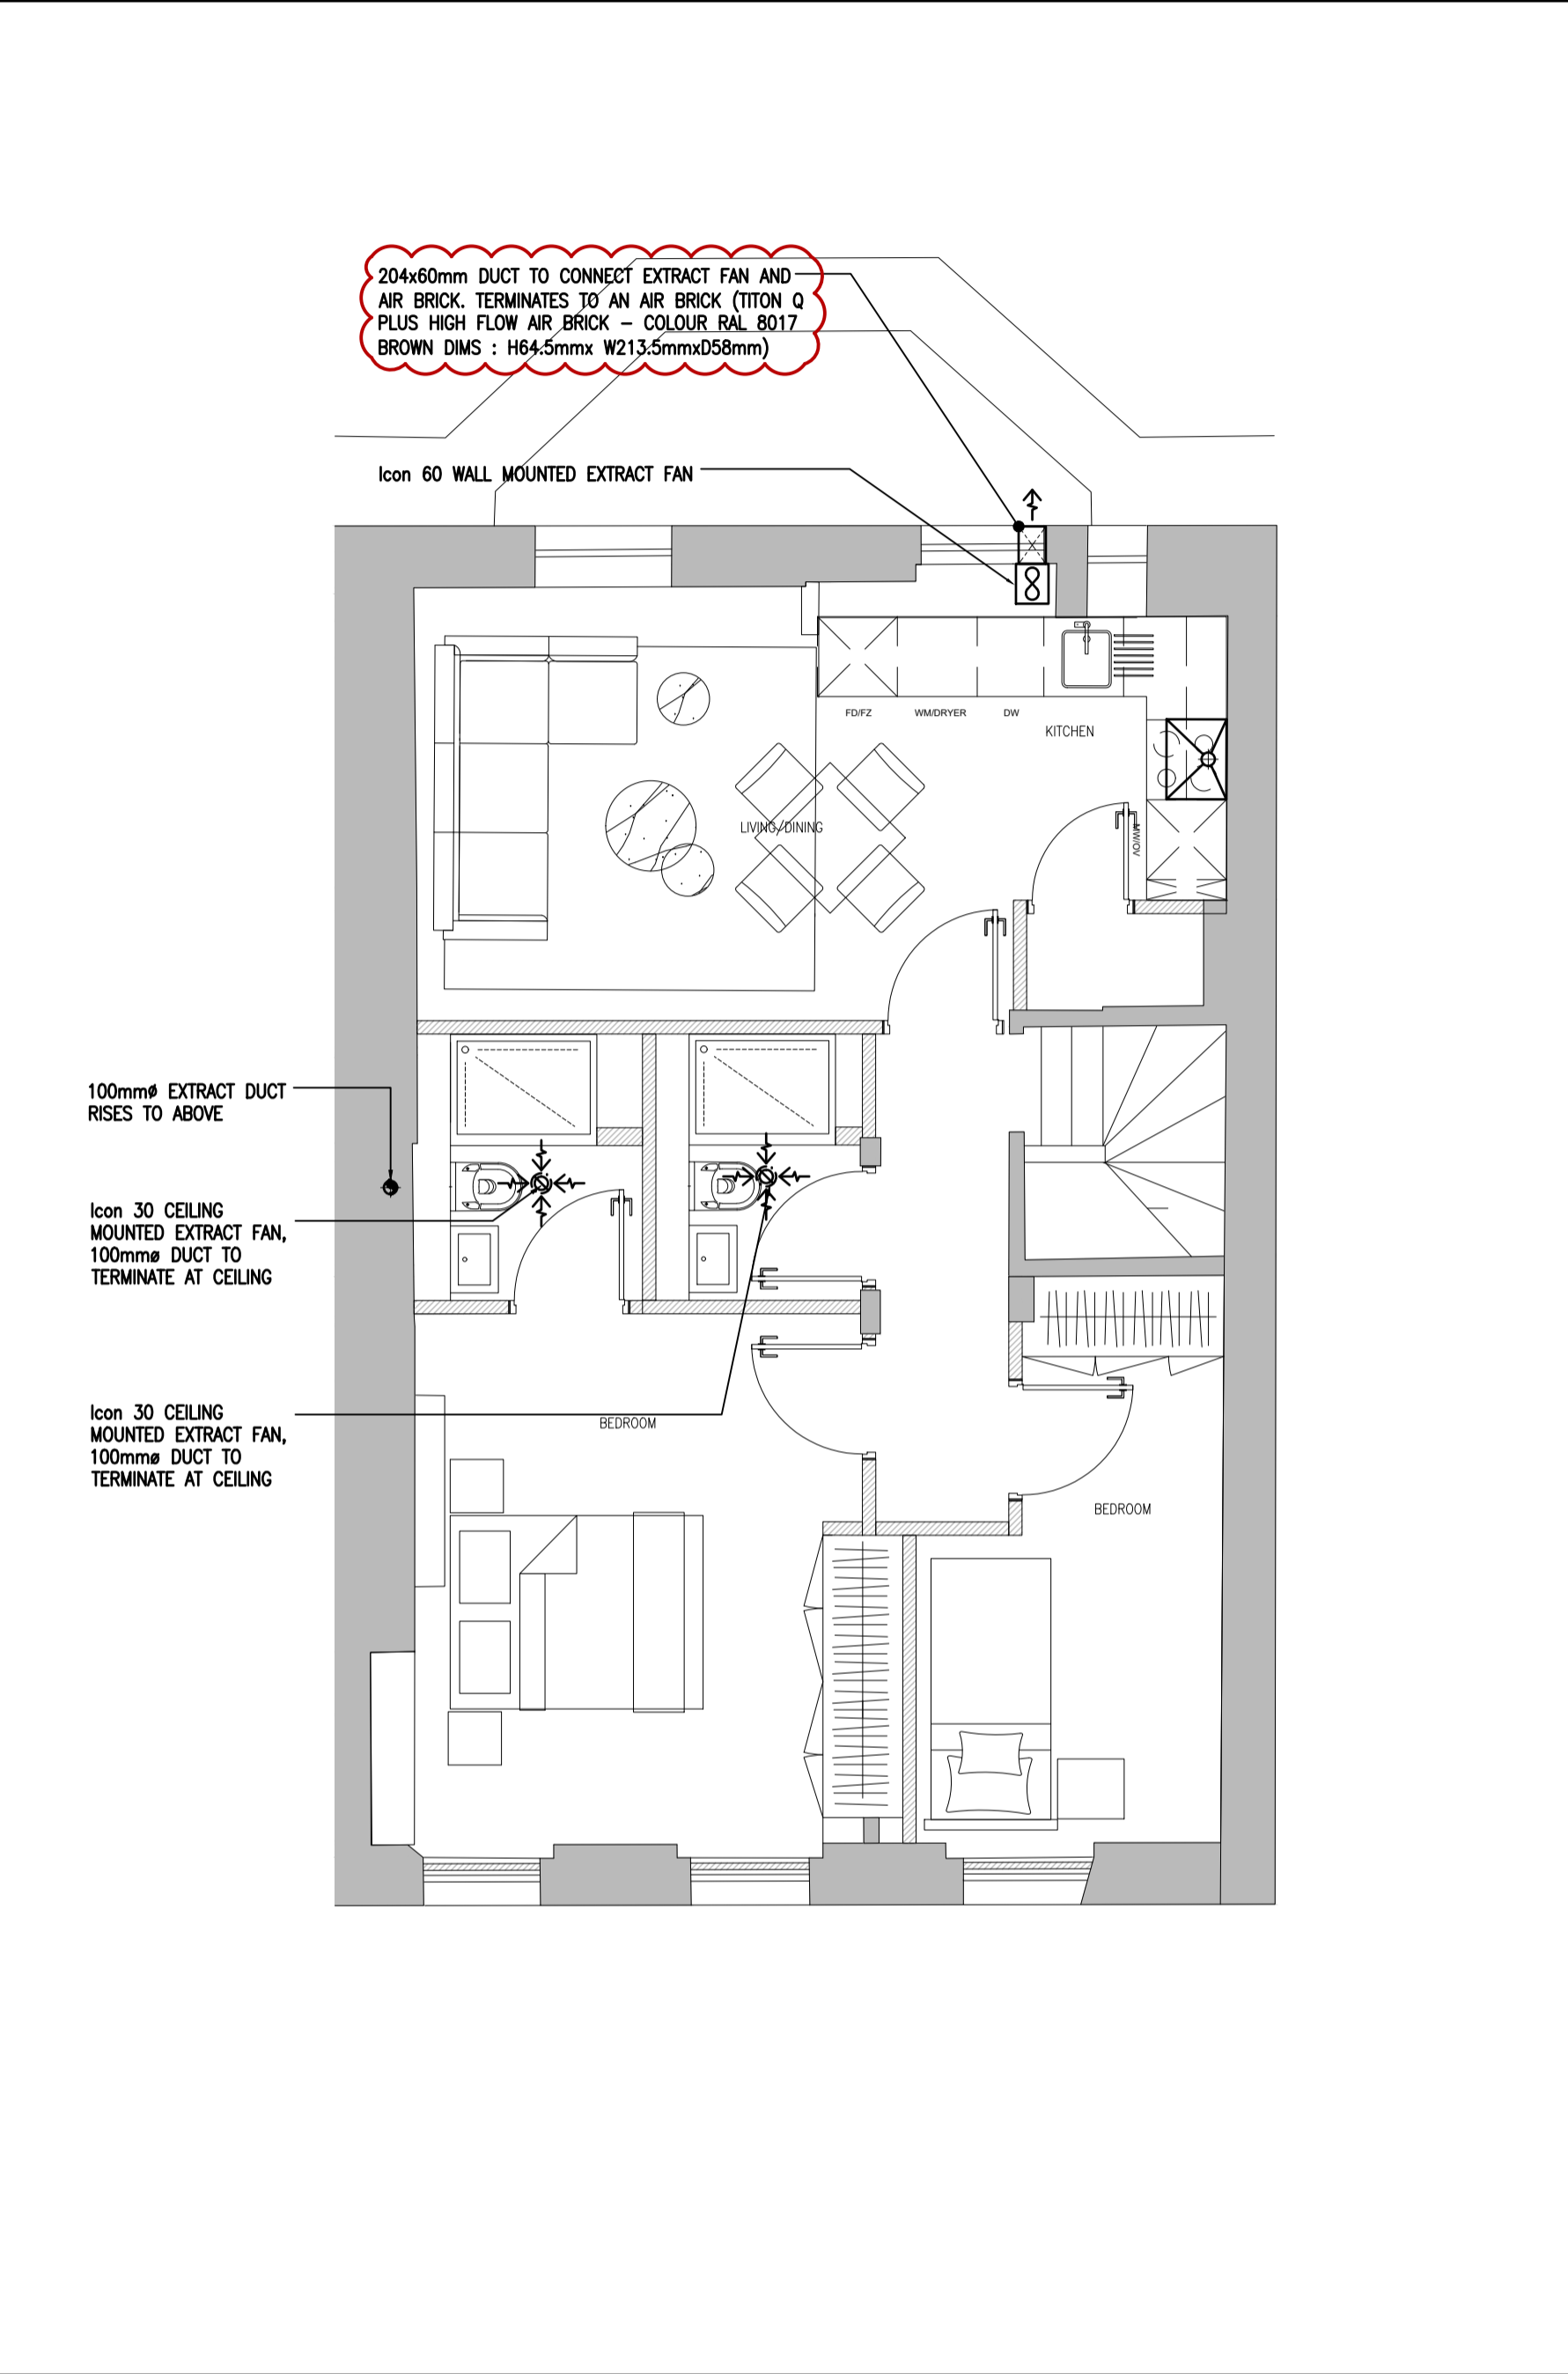 204x60mm DUCT TO CONNECT EXTRACT FAN AND
AIR BRICK. TERMINATES TO AN AIR BRICK (TITON Q
PLUS HIGH FLOW AIR BRICK – COLOUR RAL 8017
BROWN DIMS : H64.5mmx W213.5mmxD58mm)
Icon 60 WALL MOUNTED EXTRACT FAN
FD/FZ
WM/DRYER
DW
KITCHEN
LIVING/DINING
MW/OV
100mmø EXTRACT DUCT
RISES TO ABOVE
Icon 30 CEILING
MOUNTED EXTRACT FAN,
100mmø DUCT TO
TERMINATE AT CEILING
Icon 30 CEILING
MOUNTED EXTRACT FAN,
100mmø DUCT TO
TERMINATE AT CEILING
BEDROOM
BEDROOM